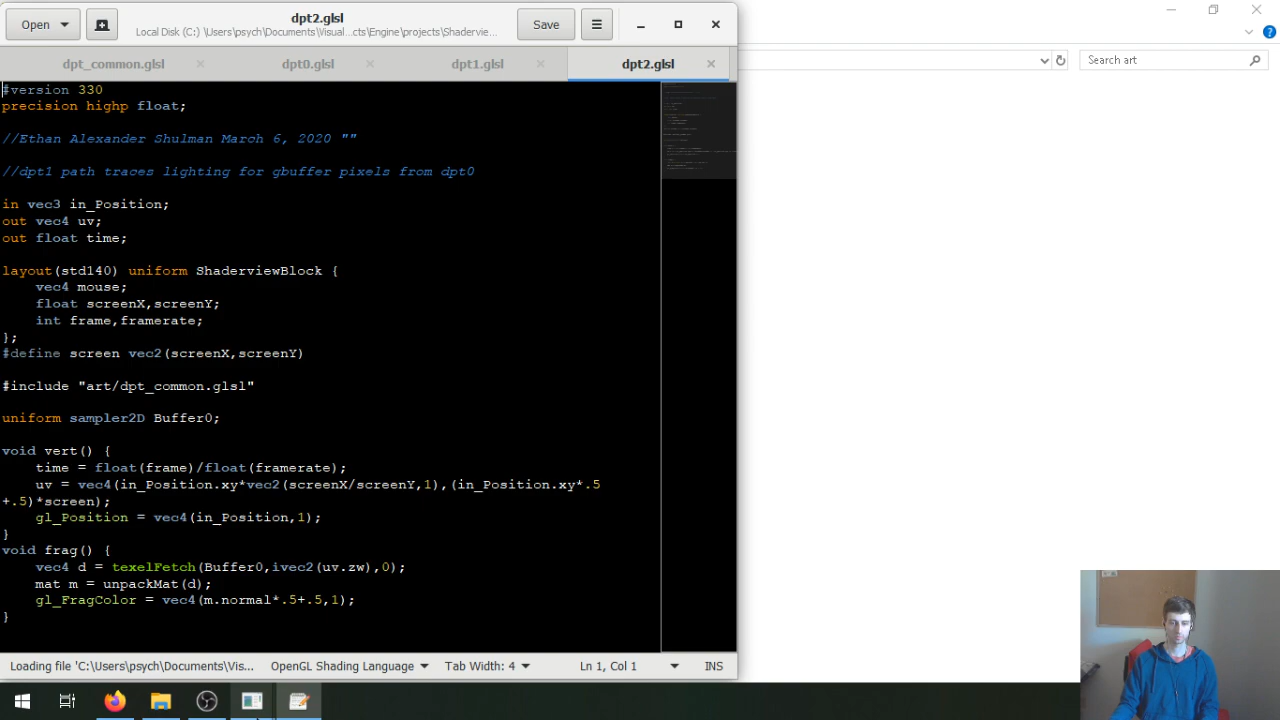 Open
dpt2.glsl
Local Disk (C:) \Users\psych\Documents\Visual...cts\Engine\projects\Shadervie...
Save
dpt_common.glsl
dpt0.glsl
dpt1.glsl
dpt2.glsl
Search art
#version 330
precision highp float;
//Ethan Alexander Shulman March 6, 2020 ""
//dpt1 path traces lighting for gbuffer pixels from dpt0
in vec3 in_Position;
out vec4 uv;
out float time;
layout(std140) uniform ShaderviewBlock {
vec4 mouse;
float screenX,screenY;
int frame,framerate;
};
#define screen vec2(screenX,screenY)
#include "art/dpt_common.glsl"
uniform sampler2D Buffer0;
void vert() {
time = float(frame)/float(framerate);
uv = vec4(in_Position.xy*vec2(screenX/screenY,1),(in_Position.xy*.5
+.5)*screen);
gl_Position = vec4(in_Position,1);
}
void frag() {
vec4 d = texelFetch(Buffer0,ivec2(uv.zw),0);
mat m = unpackMat(d);
gl_FragColor = vec4(m.normal*.5+.5,1);
}
Loading file 'C:\Users\psych\Documents\Vis...
OpenGL Shading Language
Tab Width: 4
Ln 1, Col 1
INS